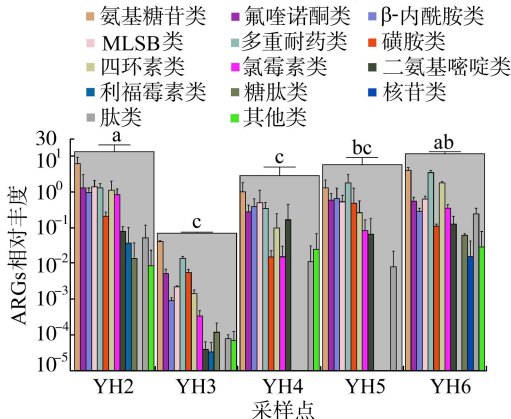 氨基糖苷类 氟喹诺酮类 β-内酰胺类
MLSB类 多重耐药类 磺胺类
四环素类 氯霉素类 二氨基嘧啶类
利福霉素类 糖肽类 核苷类
肽类 其他类
ARGs相对丰度
30
10¹
10⁰
10⁻¹
10⁻²
10⁻³
10⁻⁴
10⁻⁵
a c c bc ab
YH2 YH3 YH4 YH5 YH6
采样点